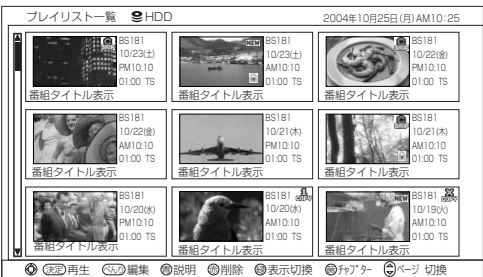 プレイリスト一覧 HDD 2004年10月25日(月)AM10:25
BS181
10/23(土)
PM10:10
01:00 TS
番組タイトル表示
NEW
BS181
10/23(土)
AM10:10
01:00 TS
番組タイトル表示
BS181
10/22(金)
PM10:10
01:00 TS
番組タイトル表示
BS181
10/22(金)
AM10:10
01:00 TS
番組タイトル表示
BS181
10/21(木)
PM10:10
01:00 TS
番組タイトル表示
BS181
10/21(木)
AM10:10
01:00 TS
番組タイトル表示
BS181
10/20(水)
PM10:10
01:00 TS
番組タイトル表示
BS181
10/20(水)
AM10:10
01:00 TS
番組タイトル表示
NEW
BS181
10/19(火)
AM10:10
01:00 TS
番組タイトル表示
決定 再生 べんり 編集 説明 削除 表示切換 チャプター ページ 切換